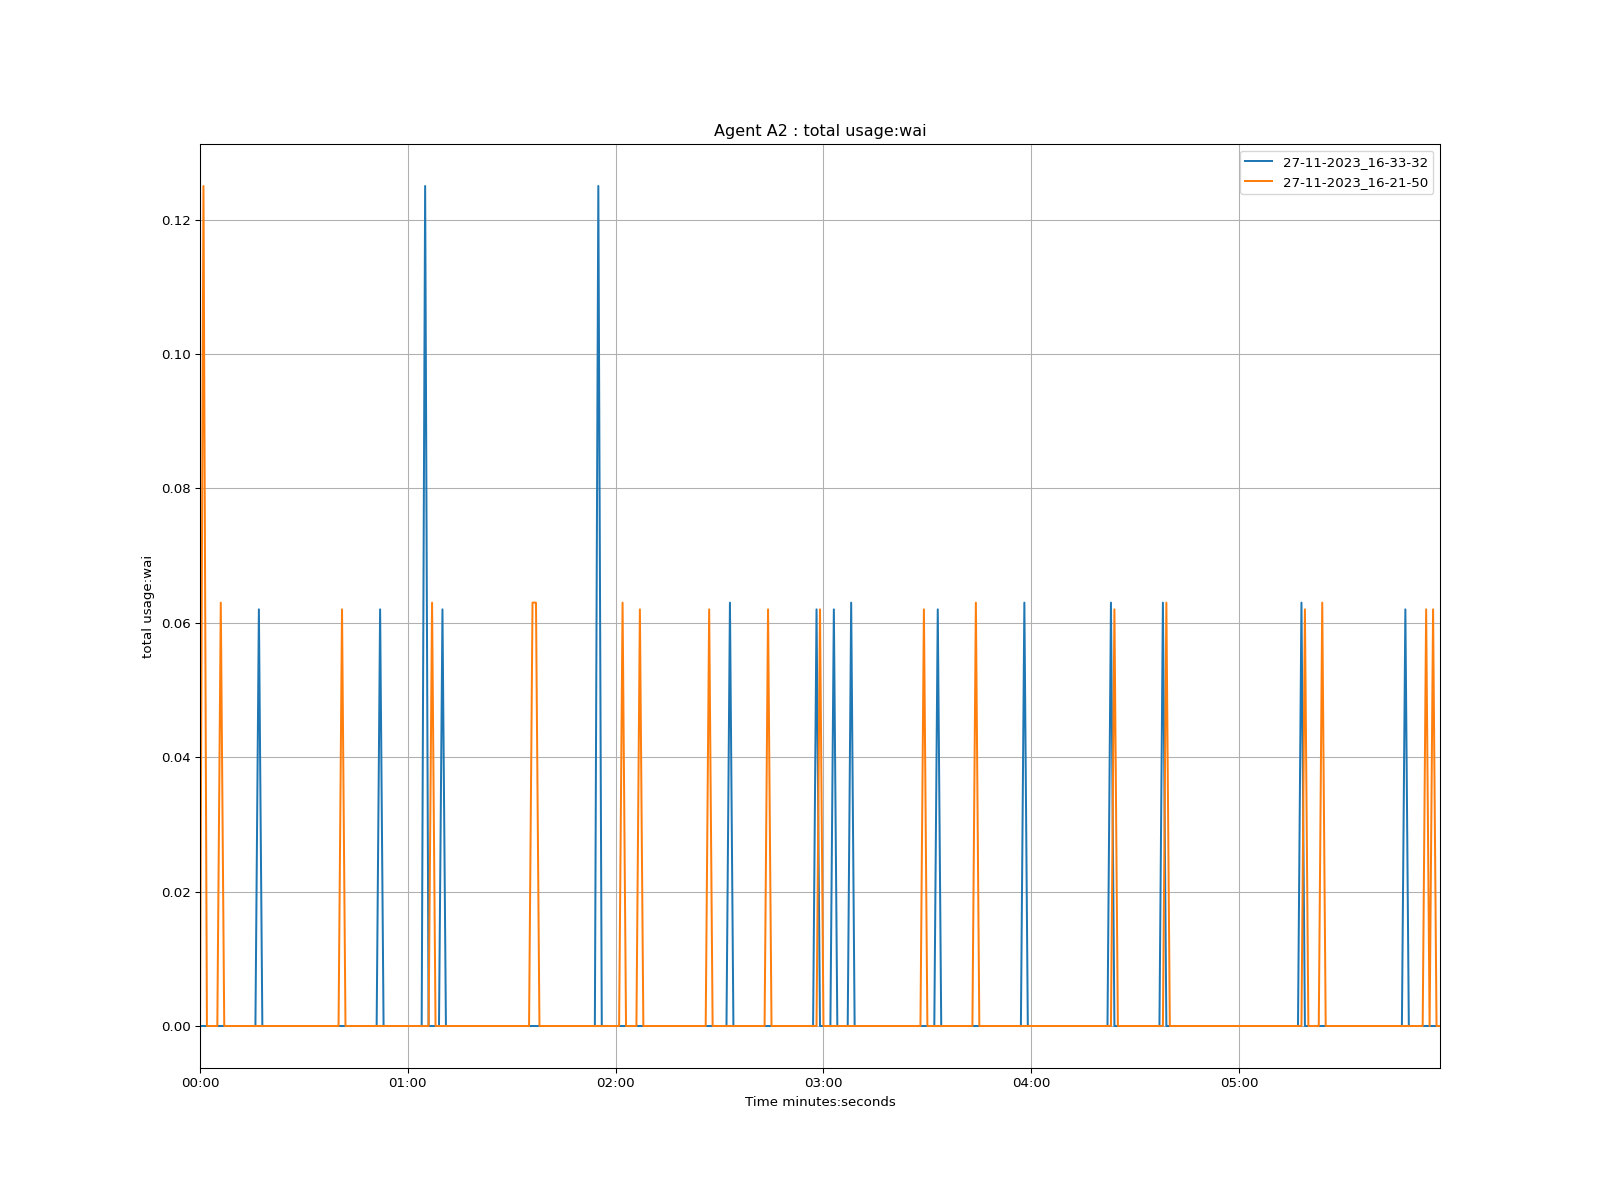 Agent A2 : total usage:wai
27-11-2023_16-33-32
27-11-2023_16-21-50
0.12
0.10
0.08
0.06
0.04
0.02
0.00
total usage:wai
00:00 01:00 02:00 03:00 04:00 05:00
Time minutes:seconds